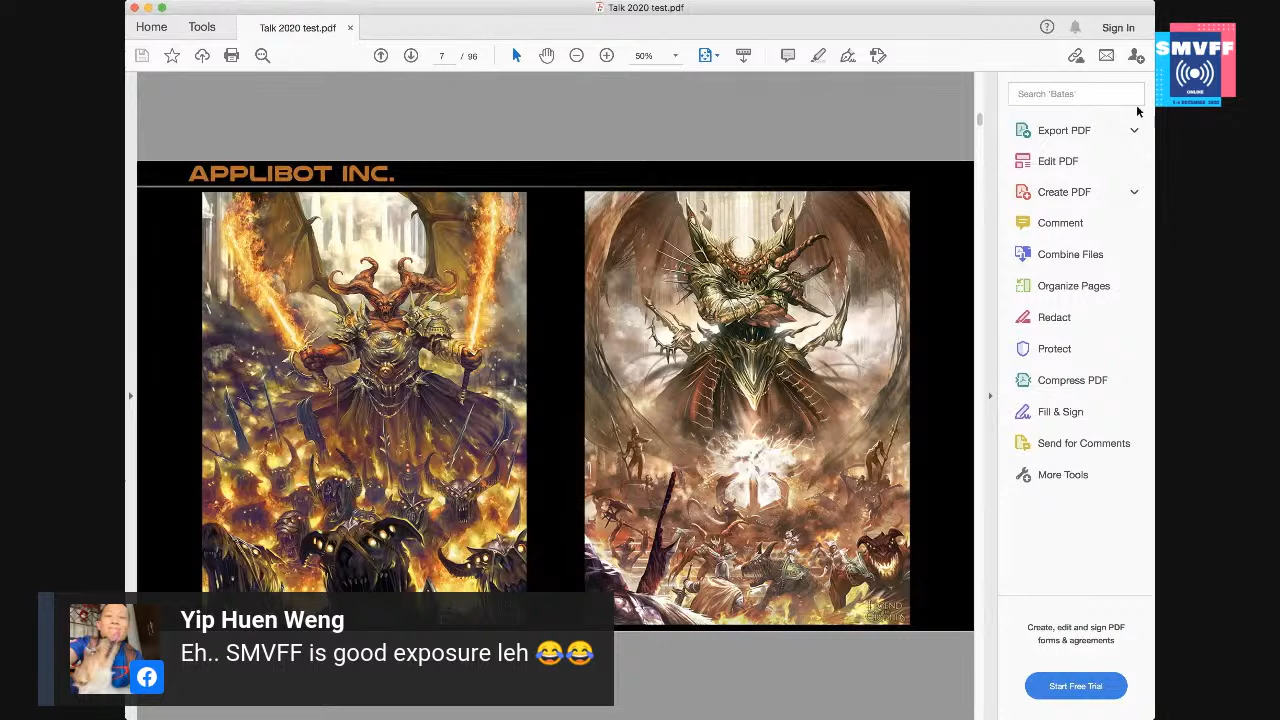 Talk 2020 test.pdf
Home
Tools
Talk 2020 test.pdf
Sign In
7 / 96
50%
SMVFF
ONLINE
Search 'Bates'
Export PDF
Edit PDF
Create PDF
Comment
Combine Files
Organize Pages
Redact
Protect
Compress PDF
Fill & Sign
Send for Comments
More Tools
APPLIBOT INC.
LEGEND
Yip Huen Weng
Eh.. SMVFF is good exposure leh 😂😂
Create, edit and sign PDF
forms & agreements
Start Free Trial